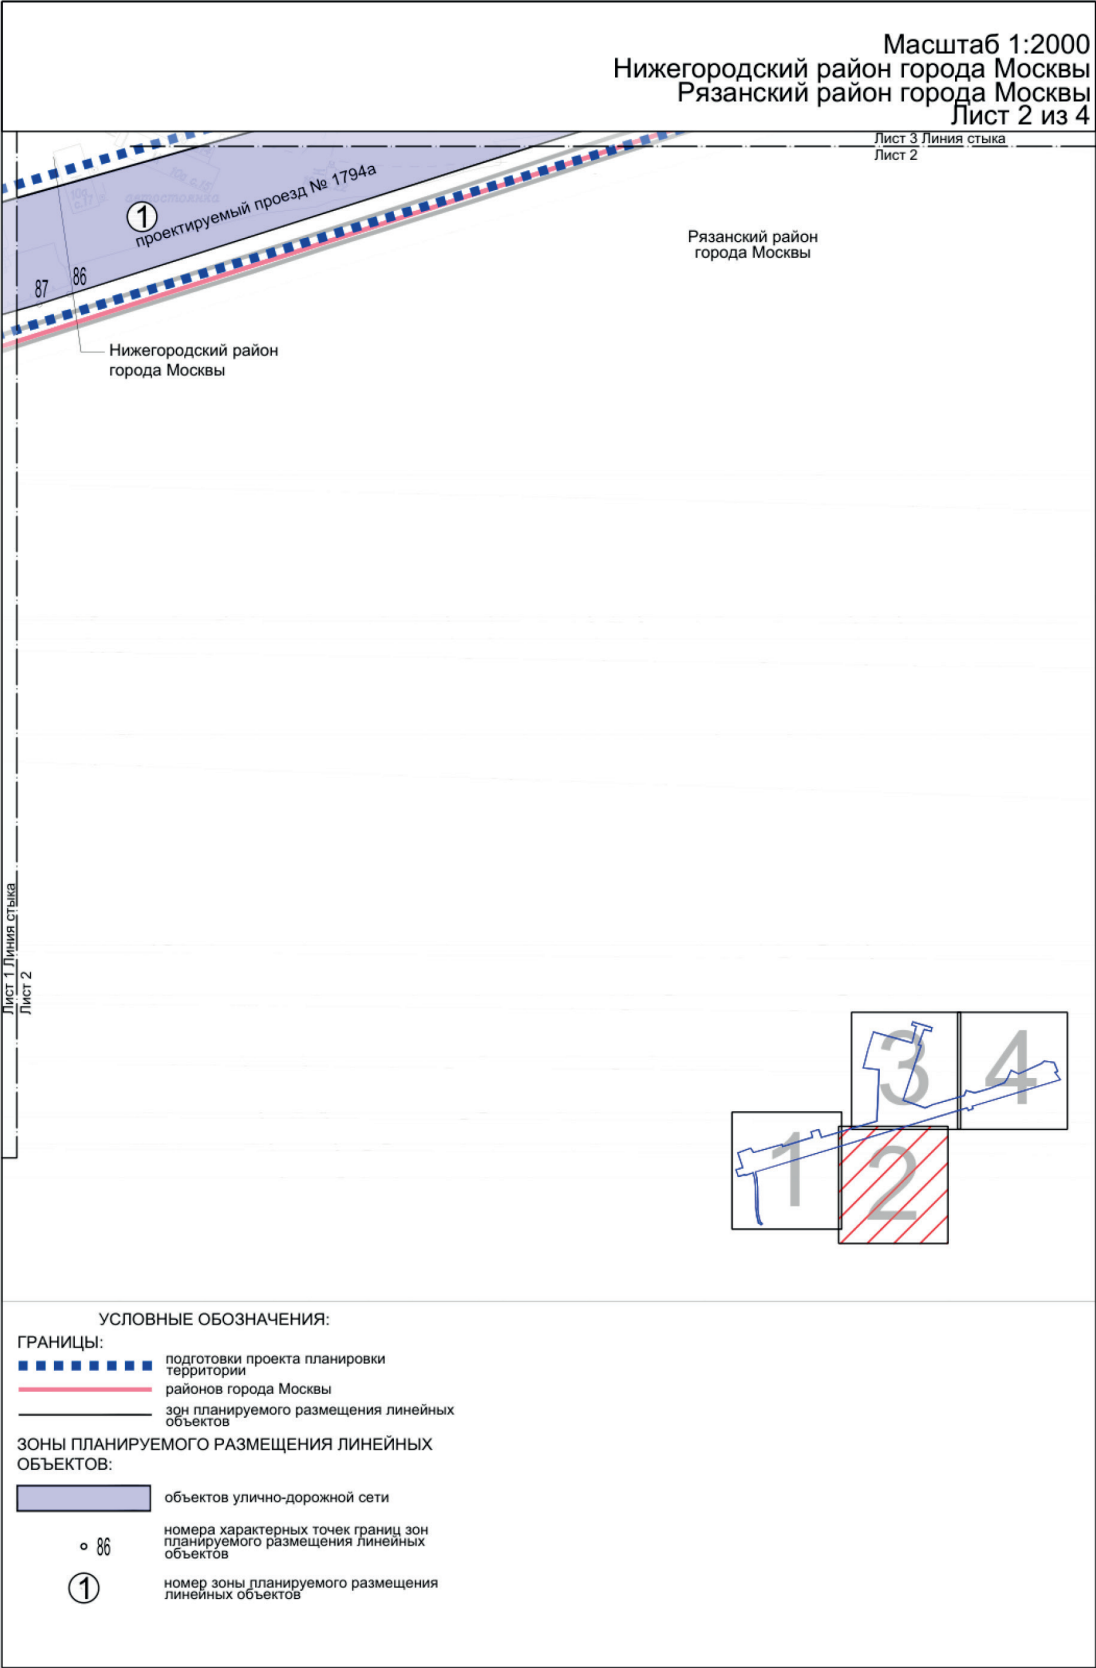 Масштаб 1:2000
Нижегородский район города Москвы
Рязанский район города Москвы
Лист 2 из 4
Лист 3 Линия стыка
Лист 2
автостоянка
1
проектируемый проезд № 1794а
87
86
Рязанский район
города Москвы
Нижегородский район
города Москвы
Лист 1 Линия стыка
Лист 2
3
4
1
2
УСЛОВНЫЕ ОБОЗНАЧЕНИЯ:
ГРАНИЦЫ:
подготовки проекта планировки
территории
районов города Москвы
зон планируемого размещения линейных
объектов
ЗОНЫ ПЛАНИРУЕМОГО РАЗМЕЩЕНИЯ ЛИНЕЙНЫХ
ОБЪЕКТОВ:
объектов улично-дорожной сети
86
номера характерных точек границ зон
планируемого размещения линейных
объектов
1
номер зоны планируемого размещения
линейных объектов